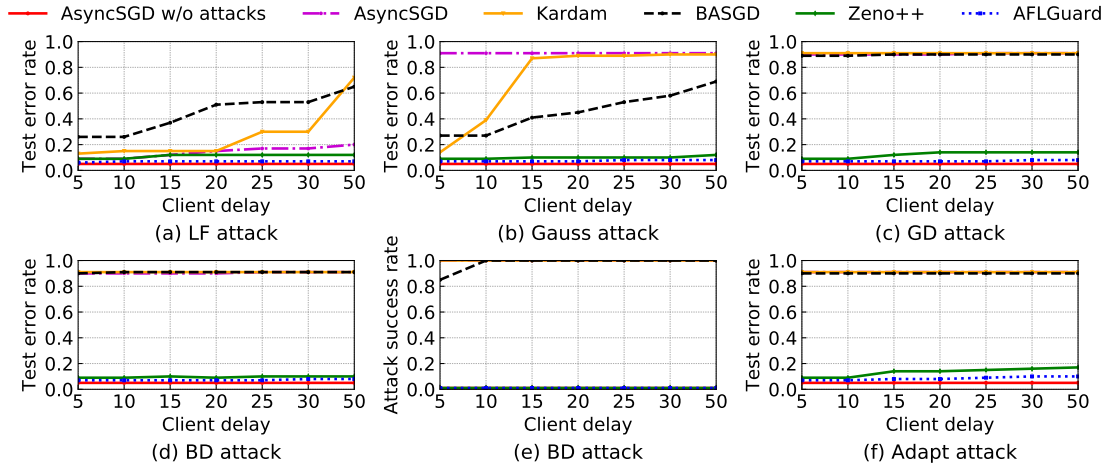 AsyncSGD w/o attacks AsyncSGD Kardam BASGD Zeno++ AFLGuard
1.0
0.8
0.6
0.4
0.2
0.0
Test error rate
5 10 15 20 25 30 50
Client delay
(a) LF attack
1.0
0.8
0.6
0.4
0.2
0.0
Test error rate
5 10 15 20 25 30 50
Client delay
(b) Gauss attack
1.0
0.8
0.6
0.4
0.2
0.0
Test error rate
5 10 15 20 25 30 50
Client delay
(c) GD attack
1.0
0.8
0.6
0.4
0.2
0.0
Test error rate
5 10 15 20 25 30 50
Client delay
(d) BD attack
1.0
0.8
0.6
0.4
0.2
0.0
Attack success rate
5 10 15 20 25 30 50
Client delay
(e) BD attack
1.0
0.8
0.6
0.4
0.2
0.0
Test error rate
5 10 15 20 25 30 50
Client delay
(f) Adapt attack